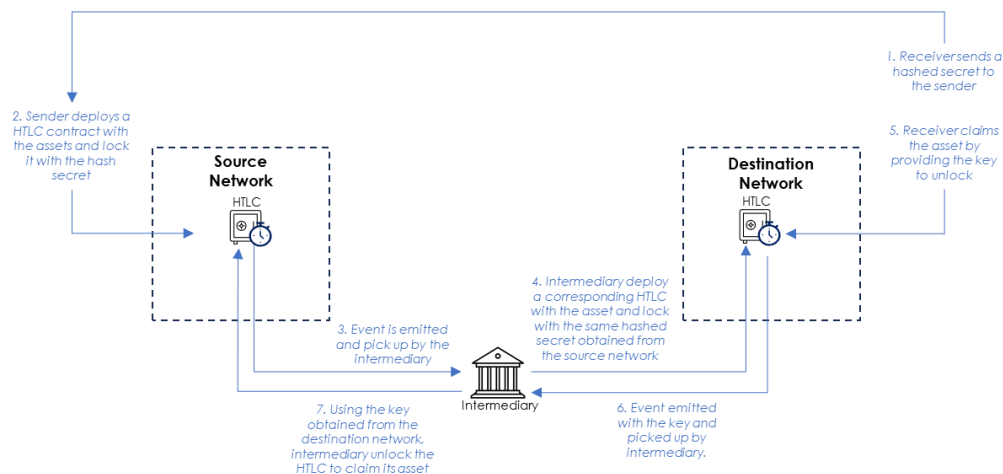 1. Receiver sends a
hashed secret to
the sender
2. Sender deploys a
HTLC contract with
the assets and lock
it with the hash
secret
5. Receiver claims
the asset by
providing the key
to unlock
Source
Network
HTLC
Destination
Network
HTLC
4. Intermediary deploy
a corresponding HTLC
with the asset and lock
with the same hashed
secret obtained from
the source network
3. Event is emitted
and pick up by the
intermediary
Intermediary
7. Using the key
obtained from the
destination network,
intermediary unlock the
HTLC to claim its asset
6. Event emitted
with the key and
picked up by
intermediary.